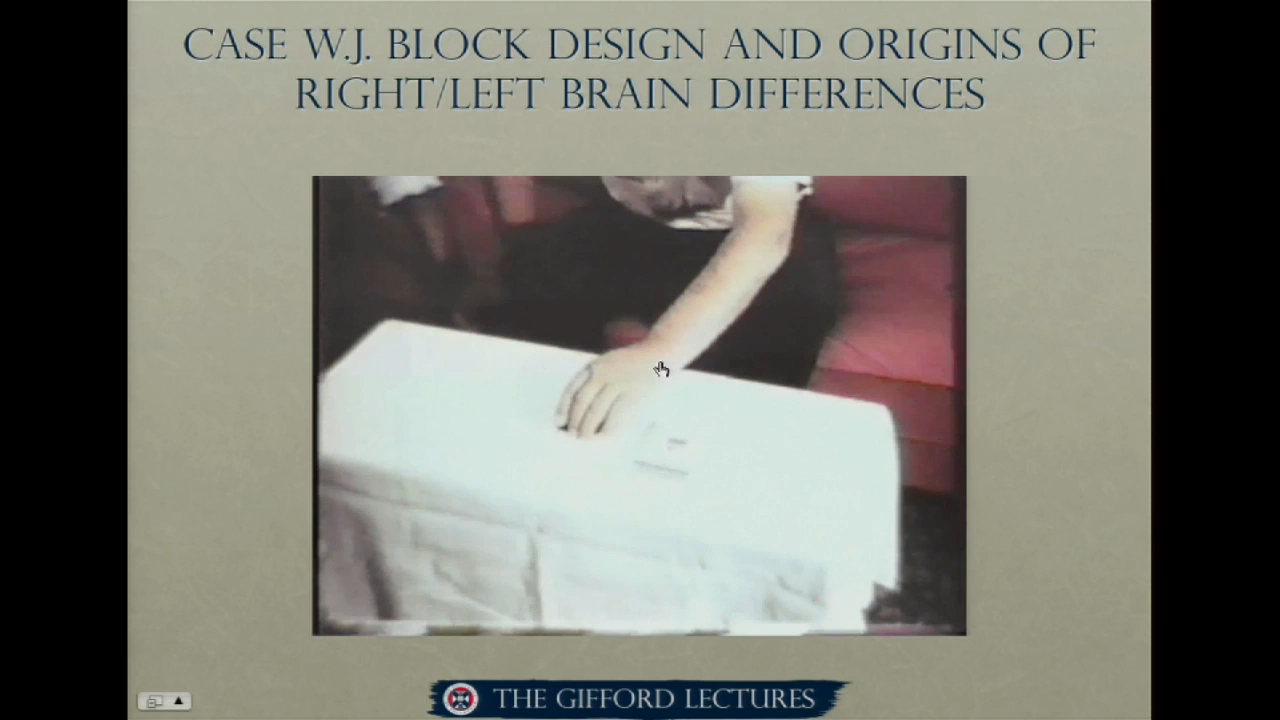 CASE W.J. BLOCK DESIGN AND ORIGINS OF
RIGHT/LEFT BRAIN DIFFERENCES
THE GIFFORD LECTURES